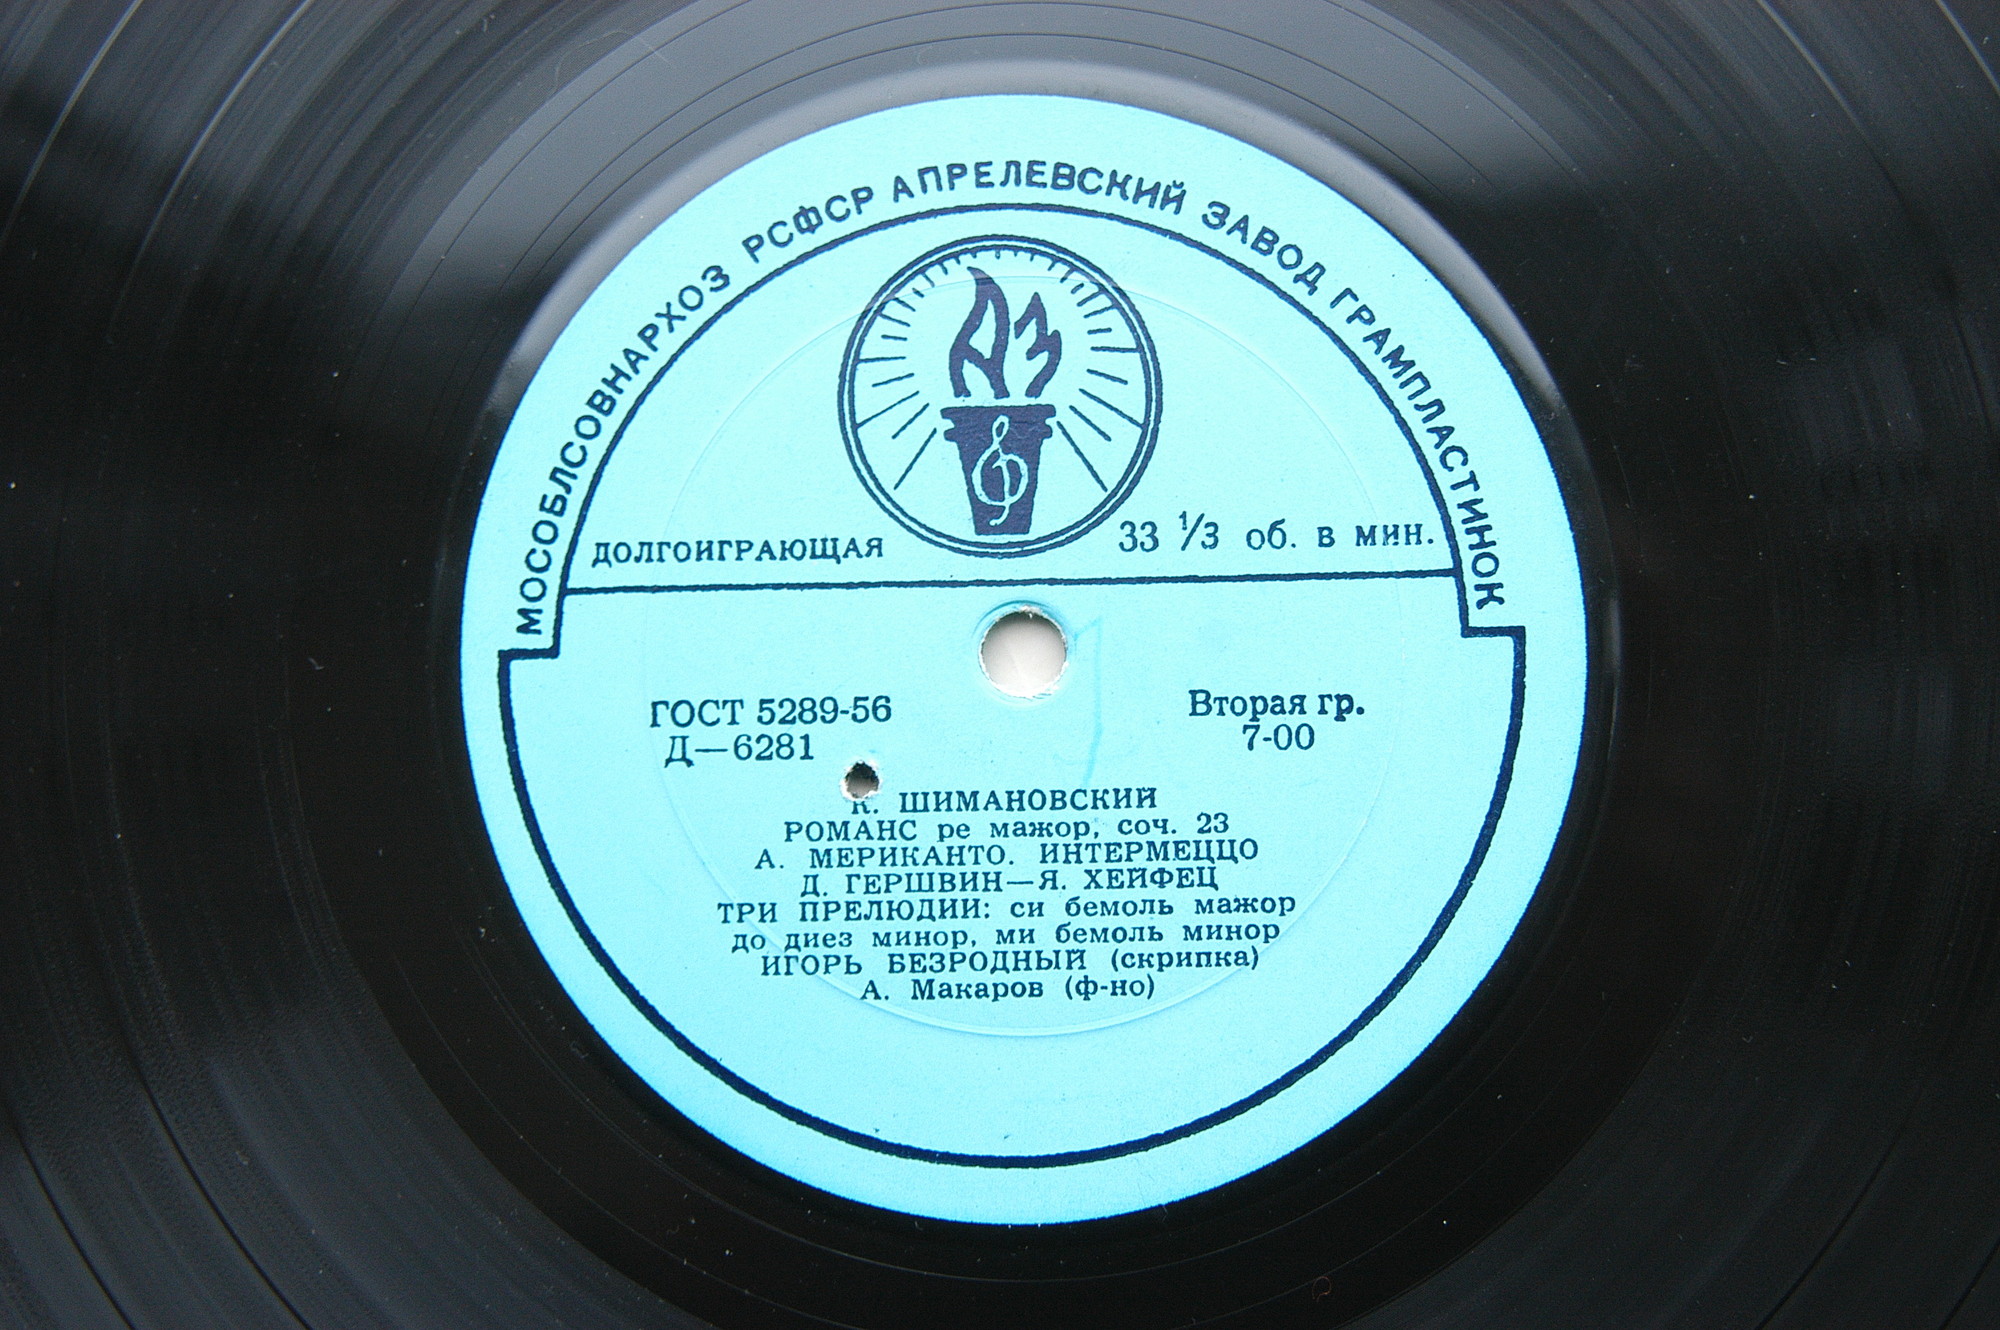 МОСОБЛСОВНАРХОЗ РСФСР АПРЕЛЕВСКИЙ ЗАВОД ГРАМПЛАСТИНОК
АЗ
ДОЛГОИГРАЮЩАЯ 33 1/3 об. в мин.
ГОСТ 5289-56 Вторая гр.
Д—6281 7-00
К. ШИМАНОВСКИЙ
РОМАНС ре мажор, соч. 23
А. МЕРИКАНТО. ИНТЕРМЕЦЦО
Д. ГЕРШВИН—Я. ХЕЙФЕЦ
ТРИ ПРЕЛЮДИИ: си бемоль мажор
до диез минор, ми бемоль минор
ИГОРЬ БЕЗРОДНЫЙ (скрипка)
А. Макаров (ф-но)